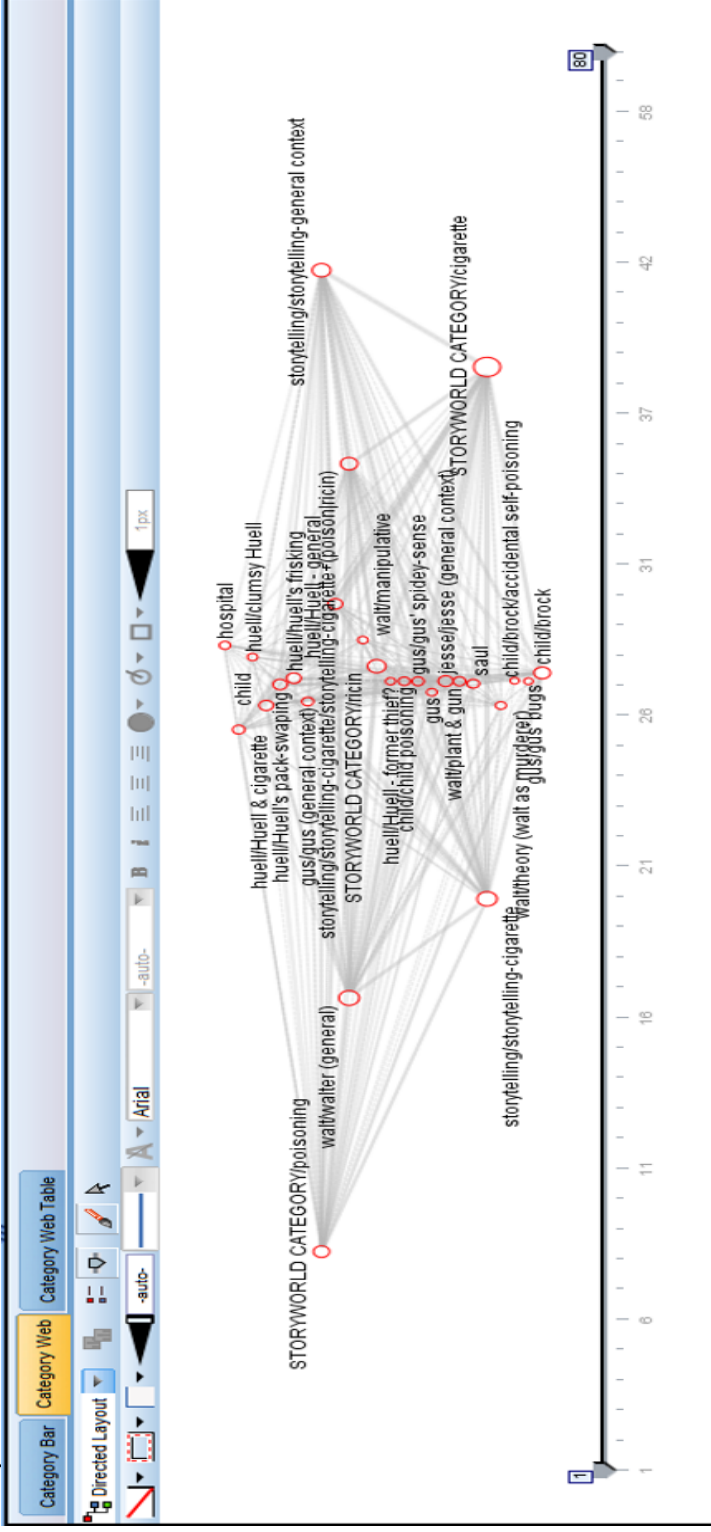 Category Bar
Category Web
Category Web Table
Directed Layout
-auto-
Arial
-auto-
B
i
1px
hospital
child
huell/clumsy Huell
huell/Huell & cigarette
huell/Huell's pack-swaping
huell/huell's frisking
storytelling/storytelling-general context
STORYWORLD CATEGORY/poisoning
gus/gus (general context)
huell/Huell - general
storytelling/storytelling-cigarette/storytelling-cigarette+(poison|ricin)
walt/walter (general)
STORYWORLD CATEGORY/ricin
walt/manipulative
huell/Huell - former thief?
child/child poisoning
gus/gus' spidey-sense
gus
jesse/jesse (general context)
walt/plant & gun
STORYWORLD CATEGORY/cigarette
saul
storytelling/storytelling-cigarette
child/brock/accidental self-poisoning
walt/theory (walt as murderer)
gus/gus' bugs
child/brock
1
80
1
6
11
16
21
26
31
37
42
58